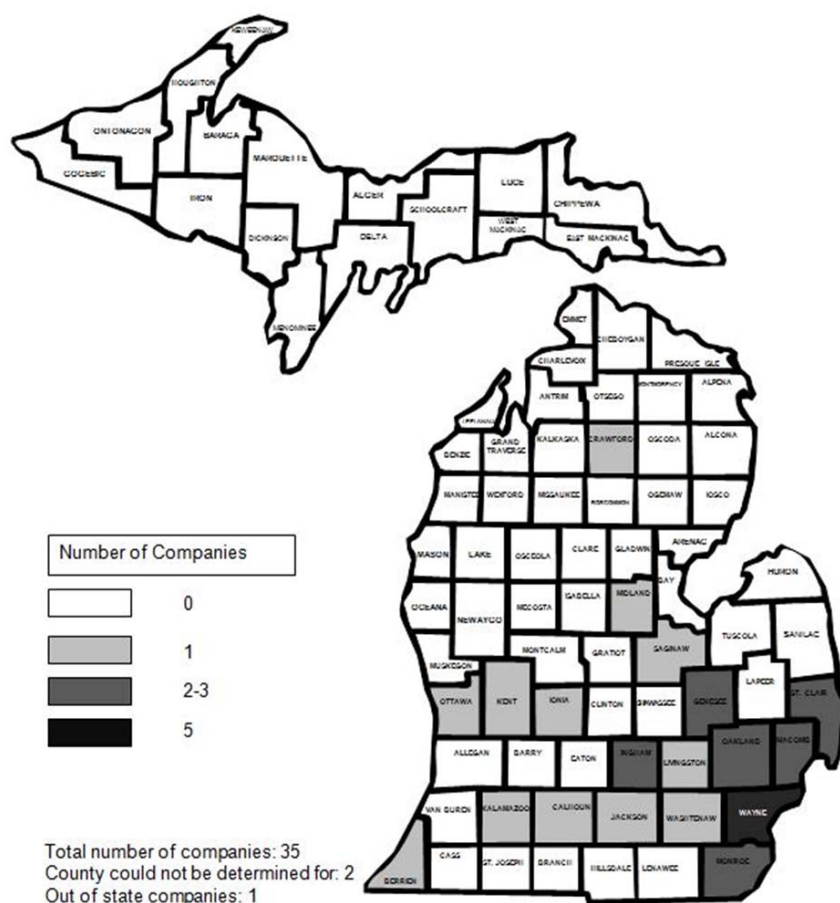 KEWEENAW
HOUGHTON
ONTONAGON
BARAGA
GOGEBIC
MARQUETTE
IRON
LUCE
ALGER
CHIPPEWA
SCHOOLCRAFT
DICKINSON
DELTA
WEST
MACKINAC
EAST MACKINAC
MENOMINEE
EMMET
CHEBOYGAN
CHARLEVOIX
PRESQUE ISLE
ANTRIM
OTSEGO
MONTMORENCY
ALPENA
LEELANAU
GRAND
TRAVERSE
BENZIE
KALKASKA
CRAWFORD
OSCODA
ALCONA
MANISTEE
WEXFORD
MISSAUKEE
ROSCOMMON
OGEMAW
IOSCO
MASON
LAKE
OSCEOLA
CLARE
GLADWIN
ARENAC
BAY
HURON
OCEANA
NEWAYGO
MECOSTA
ISABELLA
MIDLAND
TUSCOLA
SANILAC
MUSKEGON
MONTCALM
GRATIOT
SAGINAW
OTTAWA
KENT
IONIA
CLINTON
SHIAWASSEE
GENESEE
LAPEER
ST. CLAIR
ALLEGAN
BARRY
EATON
INGHAM
LIVINGSTON
OAKLAND
MACOMB
VAN BUREN
KALAMAZOO
CALHOUN
JACKSON
WASHTENAW
WAYNE
BERRIEN
CASS
ST. JOSEPH
BRANCH
HILLSDALE
LENAWEE
MONROE
Number of Companies
0
1
2-3
5
Total number of companies: 35
County could not be determined for: 2
Out of state companies: 1